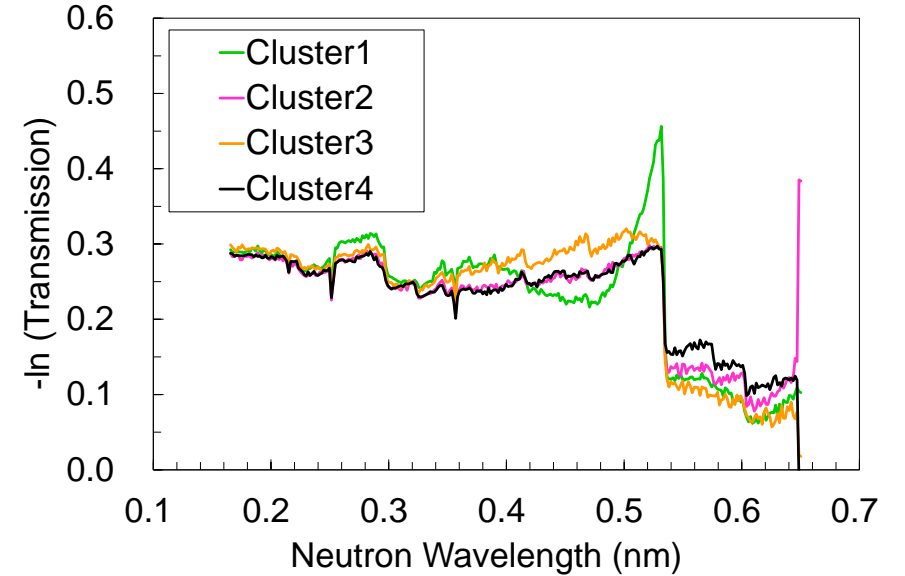 0.6
0.5
0.4
0.3
0.2
0.1
0.0
-ln (Transmission)
Cluster1
Cluster2
Cluster3
Cluster4
0.1 0.2 0.3 0.4 0.5 0.6 0.7
Neutron Wavelength (nm)